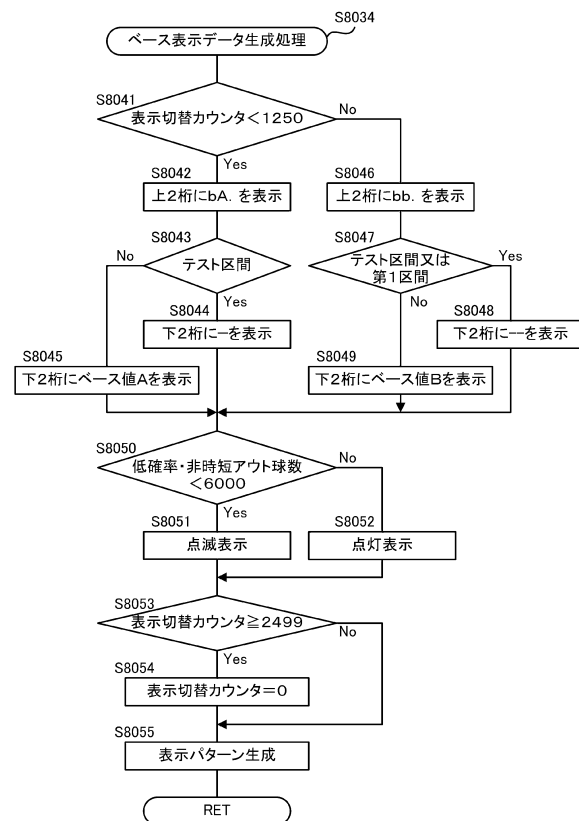 S8034
ベース表示データ生成処理
S8041
表示切替カウンタ<1250
No
Yes
S8042
上2桁にbA. を表示
S8046
上2桁にbb. を表示
S8043
No
テスト区間
Yes
S8047
テスト区間又は
第1区間
Yes
No
S8044
下2桁に−を表示
S8048
下2桁に−−を表示
S8045
下2桁にベース値Aを表示
S8049
下2桁にベース値Bを表示
S8050
低確率・非時短アウト球数
<6000
No
Yes
S8051
点滅表示
S8052
点灯表示
S8053
表示切替カウンタ≧2499
No
Yes
S8054
表示切替カウンタ=0
S8055
表示パターン生成
RET